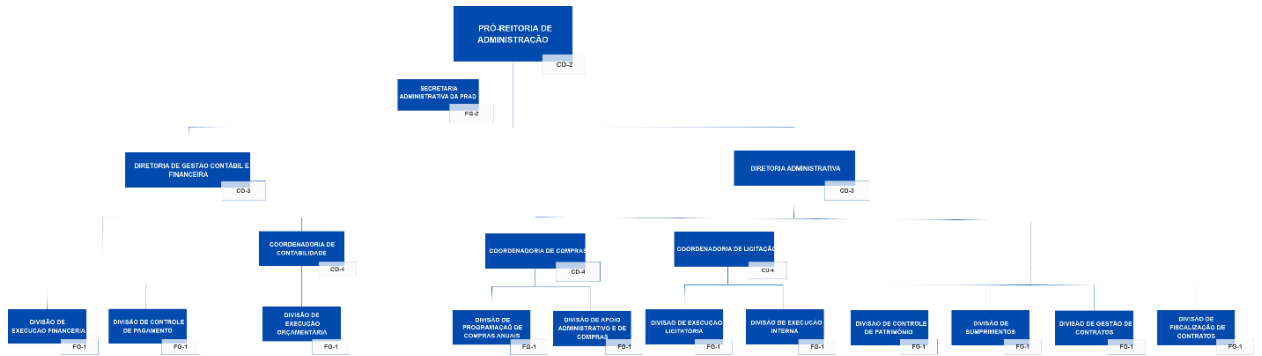 PRÓ-REITORIA DE
ADMINISTRAÇÃO
CD-2
SECRETARIA
ADMINISTRATIVA DA PRAD
FG-2
DIRETORIA DE GESTÃO CONTÁBIL E
FINANCEIRA
CD-3
DIRETORIA ADMINISTRATIVA
CD-3
COORDENADORIA DE
CONTABILIDADE
CD-4
COORDENADORIA DE COMPRAS
CD-4
COORDENADORIA DE LICITAÇÃO
CD-4
DIVISÃO DE
EXECUÇÃO FINANCERIA
FG-1
DIVISÃO DE CONTROLE
DE PAGAMENTO
FG-1
DIVISÃO DE
EXECUÇÃO
ORÇAMENTÁRIA
FG-1
DIVISÃO DE
PROGRAMAÇÃO DE
COMPRAS ANUAIS
FG-1
DIVISÃO DE APOIO
ADMINISTRATIVO E DE
COMPRAS
FG-1
DIVISÃO DE EXECUÇÃO
LICITATÓRIA
FG-1
DIVISÃO DE EXECUÇÃO
INTERNA
FG-1
DIVISÃO DE CONTROLE
DE PATRIMÔNIO
FG-1
DIVISÃO DE
SUMPRIMENTOS
FG-1
DIVISÃO DE GESTÃO DE
CONTRATOS
FG-1
DIVISÃO DE
FISCALIZAÇÃO DE
CONTRATOS
FG-1